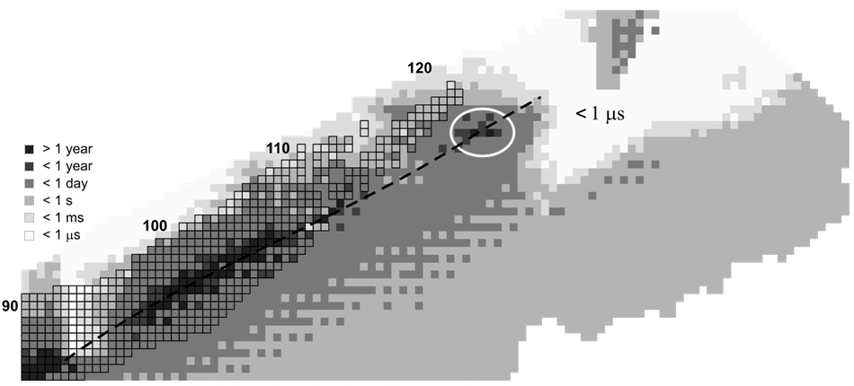 120
< 1 μs
110
> 1 year
< 1 year
< 1 day
< 1 s
< 1 ms
< 1 μs
100
90